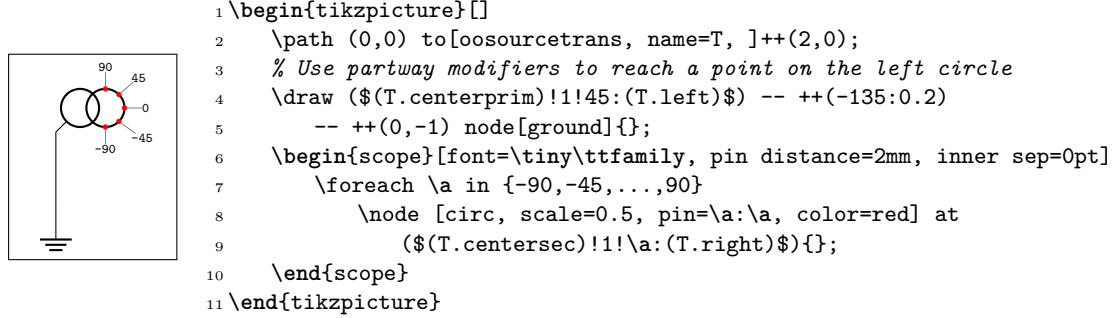 90
45
0
−45
−90
1 \begin{tikzpicture}[]
2     \path (0,0) to[oosourcetrans, name=T, ]++(2,0);
3     % Use partway modifiers to reach a point on the left circle
4     \draw ($(T.centerprim)!1!45:(T.left)$) -- ++(-135:0.2)
5         -- ++(0,-1) node[ground]{};
6     \begin{scope}[font=\tiny\ttfamily, pin distance=2mm, inner sep=0pt]
7         \foreach \a in {-90,-45,...,90}
8             \node [circ, scale=0.5, pin=\a:\a, color=red] at
9                 ($(T.centersec)!1!\a:(T.right)$){};
10     \end{scope}
11 \end{tikzpicture}